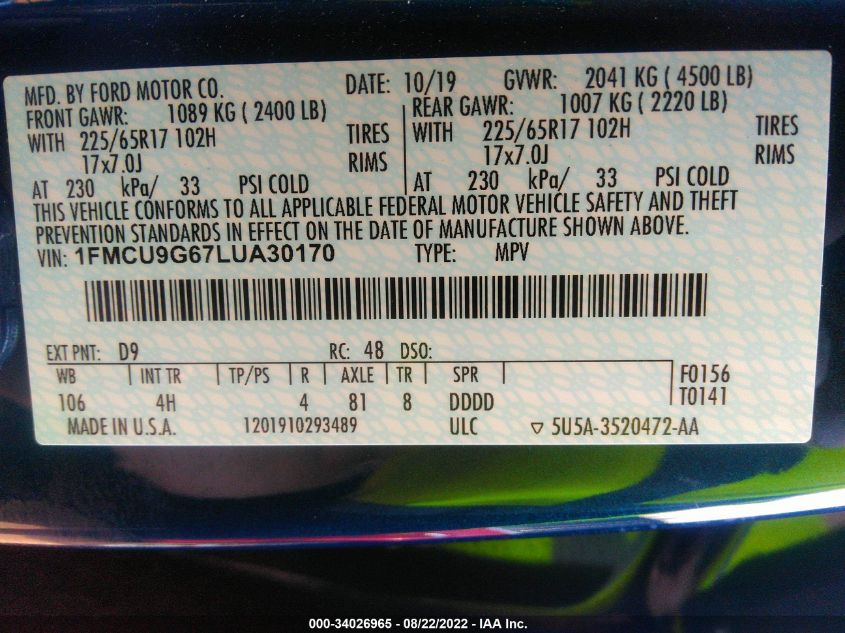 MFD. BY FORD MOTOR CO. DATE: 10/19 GVWR: 2041 KG ( 4500 LB)
FRONT GAWR: 1089 KG ( 2400 LB) REAR GAWR: 1007 KG ( 2220 LB)
WITH 225/65R17 102H TIRES WITH 225/65R17 102H TIRES
17x7.0J RIMS 17x7.0J RIMS
AT 230 kPa/ 33 PSI COLD AT 230 kPa/ 33 PSI COLD
THIS VEHICLE CONFORMS TO ALL APPLICABLE FEDERAL MOTOR VEHICLE SAFETY AND THEFT
PREVENTION STANDARDS IN EFFECT ON THE DATE OF MANUFACTURE SHOWN ABOVE.
VIN: 1FMCU9G67LUA30170 TYPE: MPV
EXT PNT: D9 RC: 48 DSO:
WB INT TR TP/PS R AXLE TR SPR F0156
106 4H 4 81 8 DDDD T0141
MADE IN U.S.A. 1201910293489 ULC ▽ 5U5A-3520472-AA
000-34026965 - 08/22/2022 - IAA Inc.